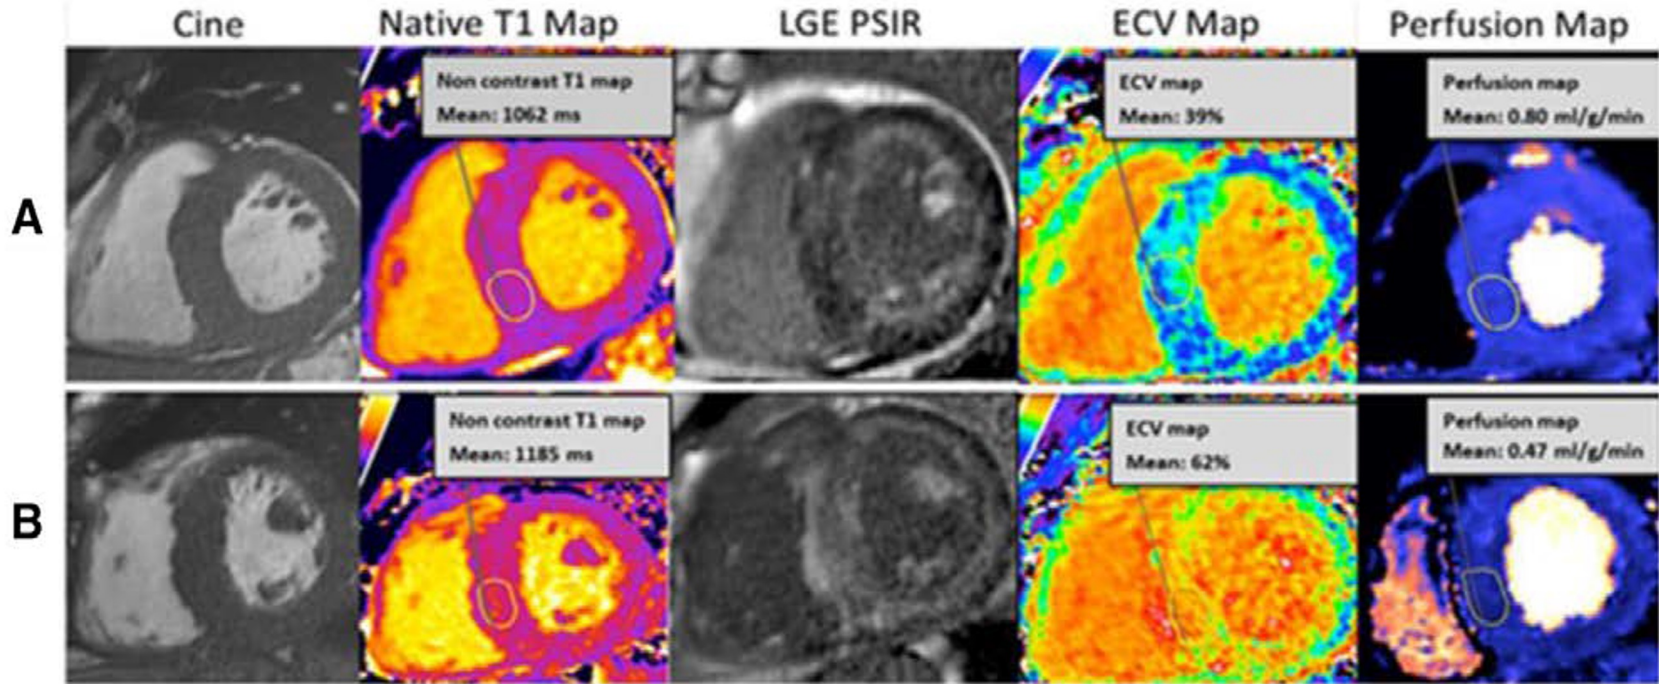 Cine Native T1 Map LGE PSIR ECV Map Perfusion Map
A
Non contrast T1 map
Mean: 1062 ms
ECV map
Mean: 39%
Perfusion map
Mean: 0.80 ml/g/min
B
Non contrast T1 map
Mean: 1185 ms
ECV map
Mean: 62%
Perfusion map
Mean: 0.47 ml/g/min